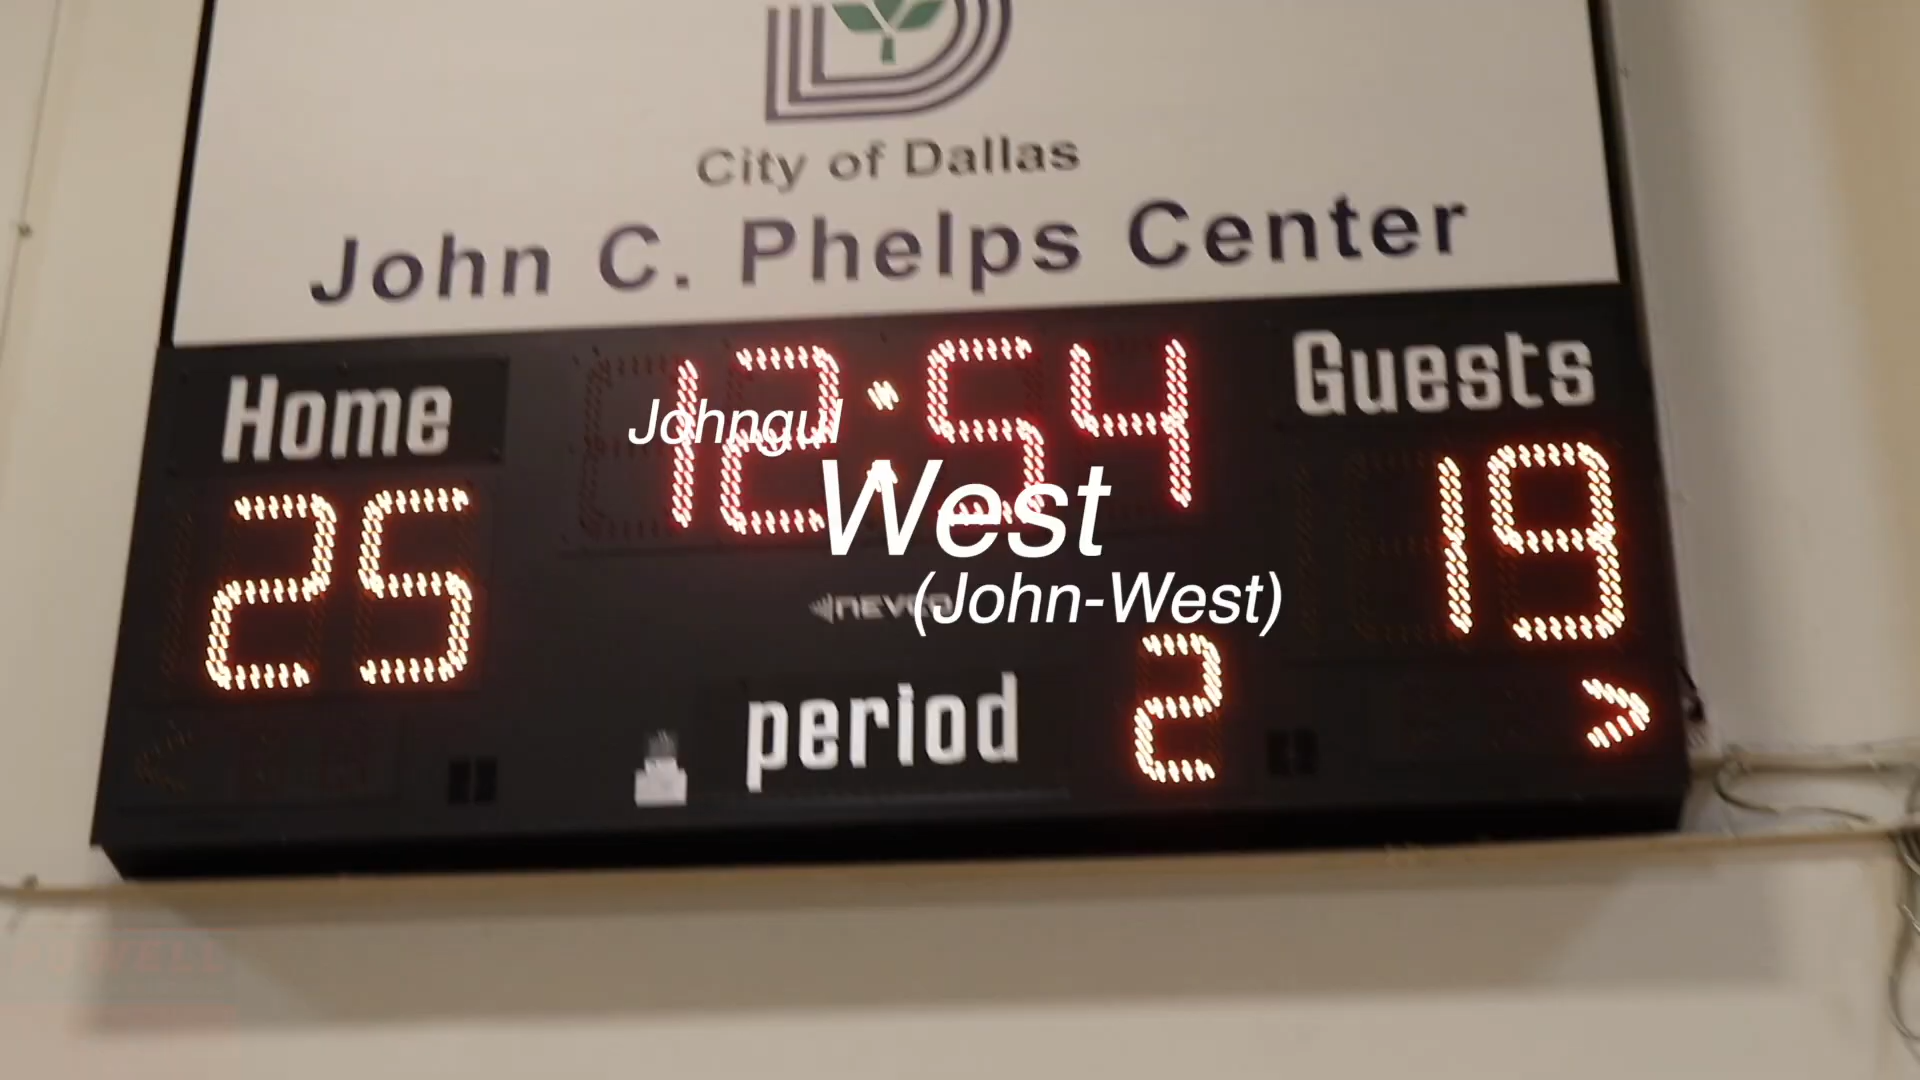 City of Dallas
John C. Phelps Center
Home
12:54
Guests
Johngul
West
(John-West)
25
19
period
2